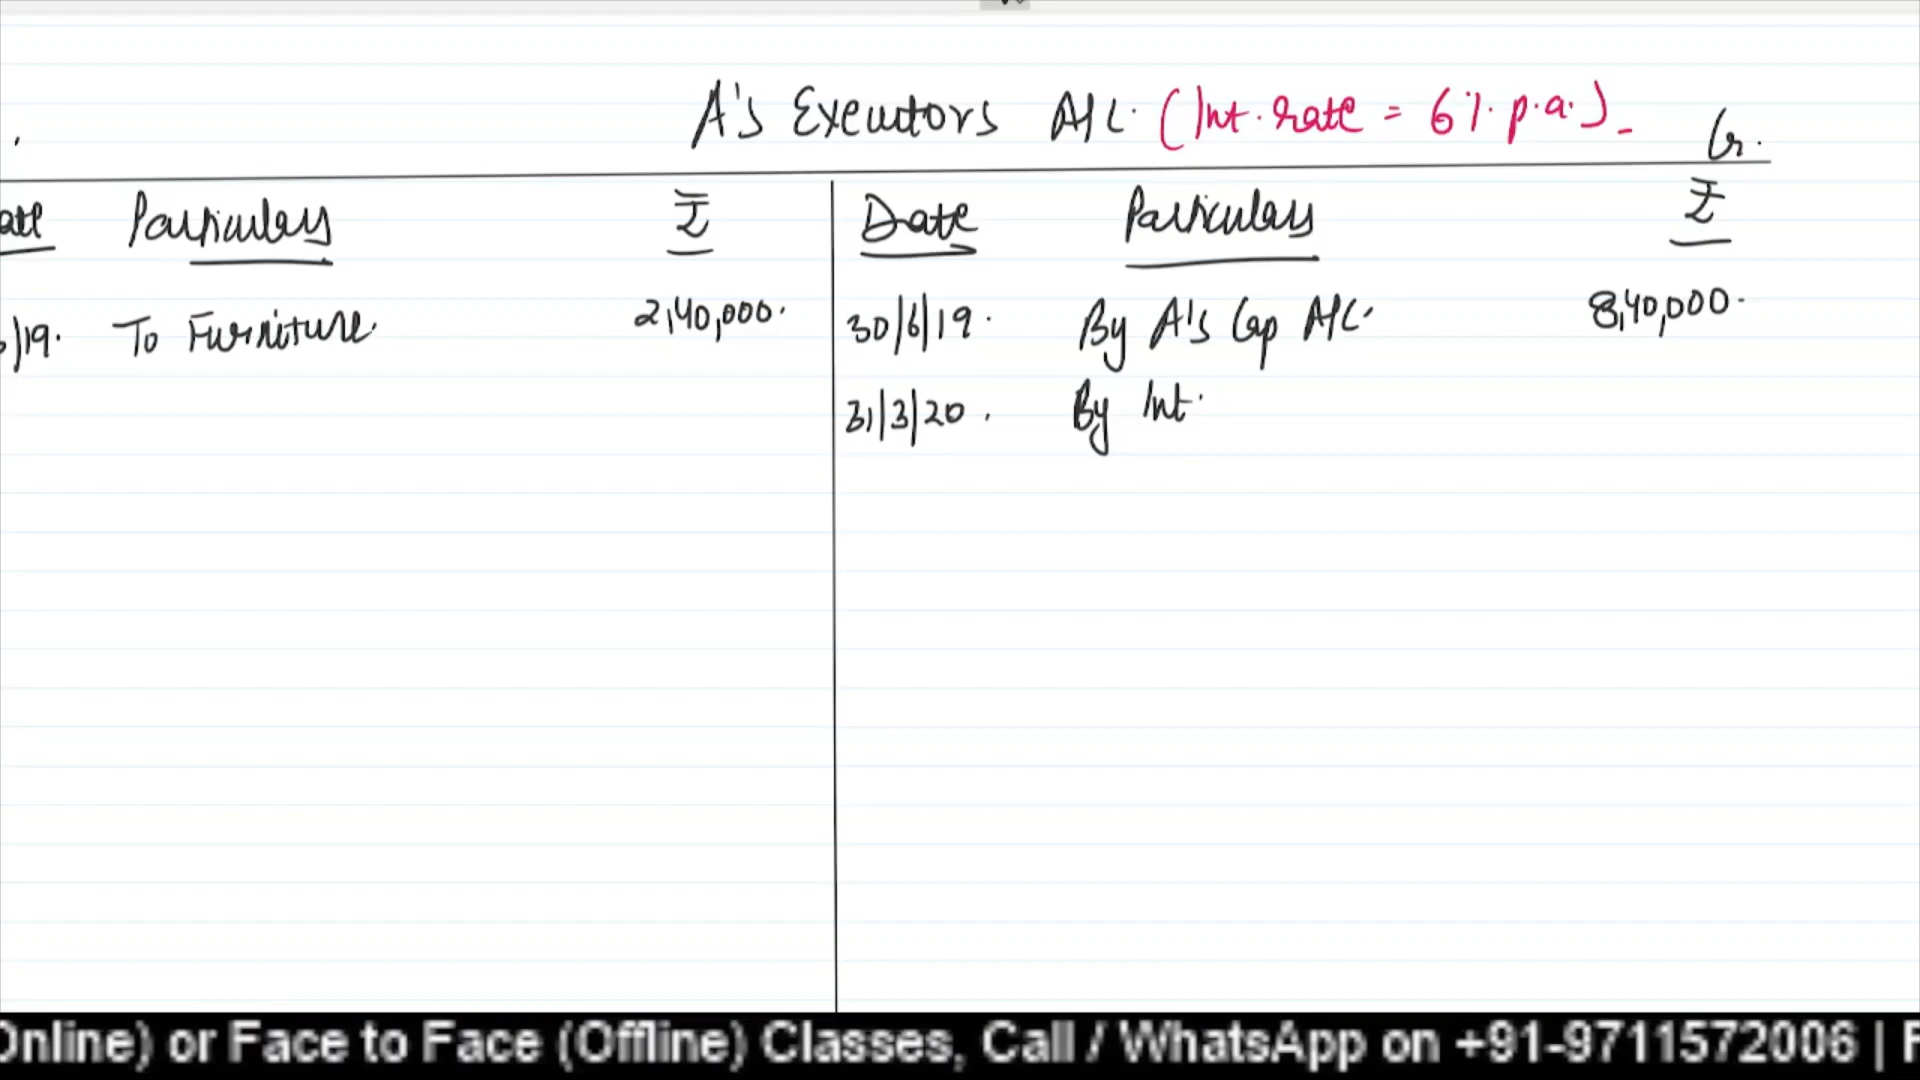 A's Executors A/C. (Int. rate = 6% p.a.)
Cr.
ate Particulars ₹ Date Particulars ₹
6/19. To Furniture. 2,40,000. 30/6/19. By A's Cap A/C. 8,40,000.
31/3/20. By Int.
Online) or Face to Face (Offline) Classes, Call / WhatsApp on +91-9711572006 | F